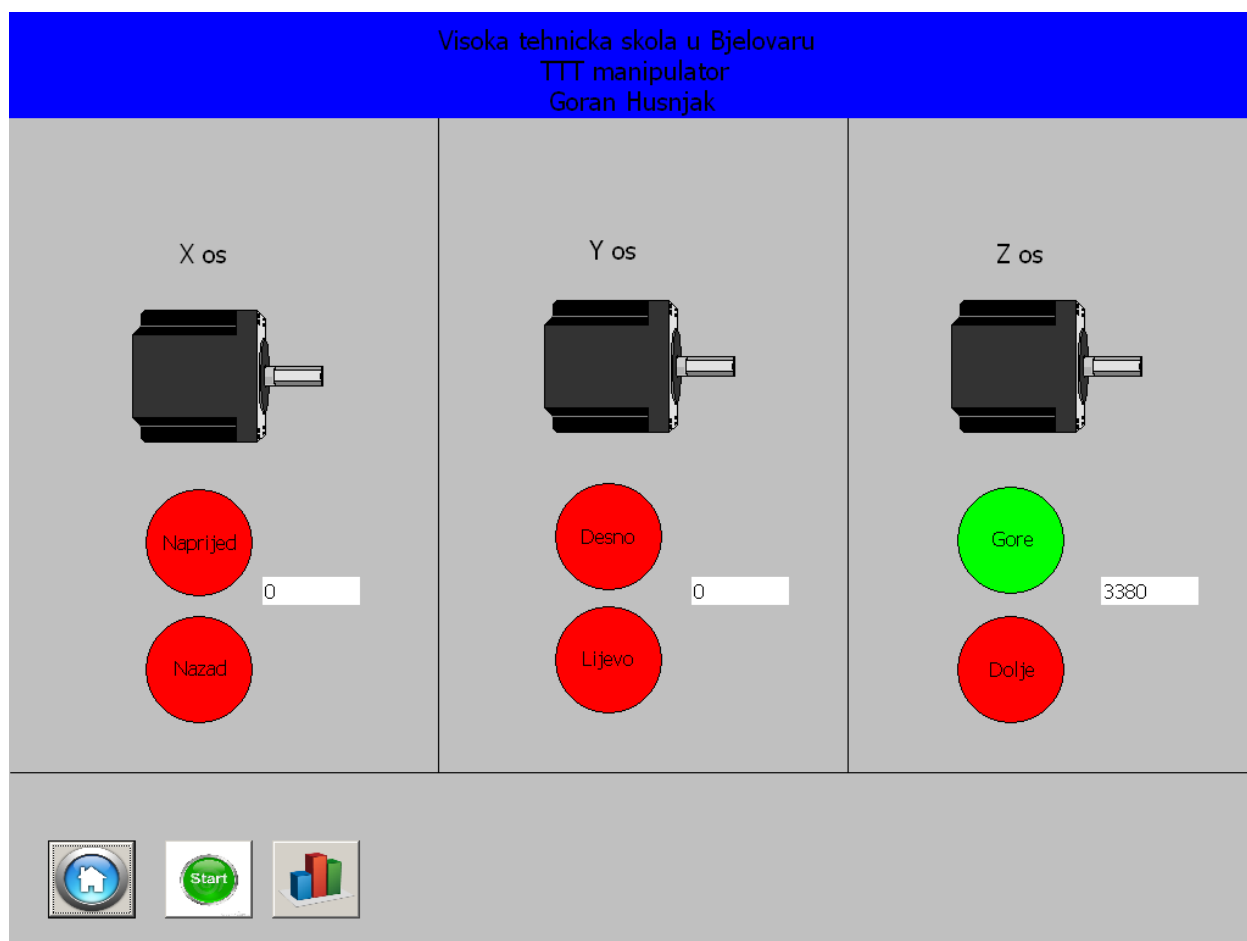 Visoka tehnicka skola u Bjelovaru
TTT manipulator
Goran Husnjak
X os
Y os
Z os
Naprijed
0
Nazad
Desno
0
Lijevo
Gore
3380
Dolje
Start